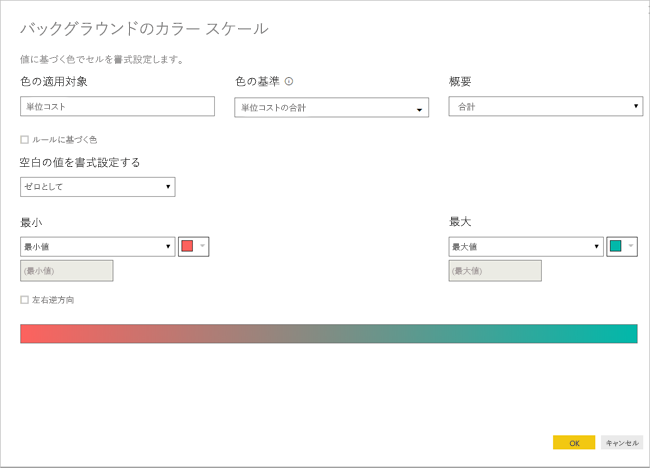 バックグラウンドのカラー スケール
値に基づく色でセルを書式設定します。
色の適用対象 色の基準 概要
単位コスト 単位コストの合計 合計
ルールに基づく色
空白の値を書式設定する
ゼロとして
最小 最大
最小値 最大値
(最小値) (最大値)
左右逆方向
OK キャンセル